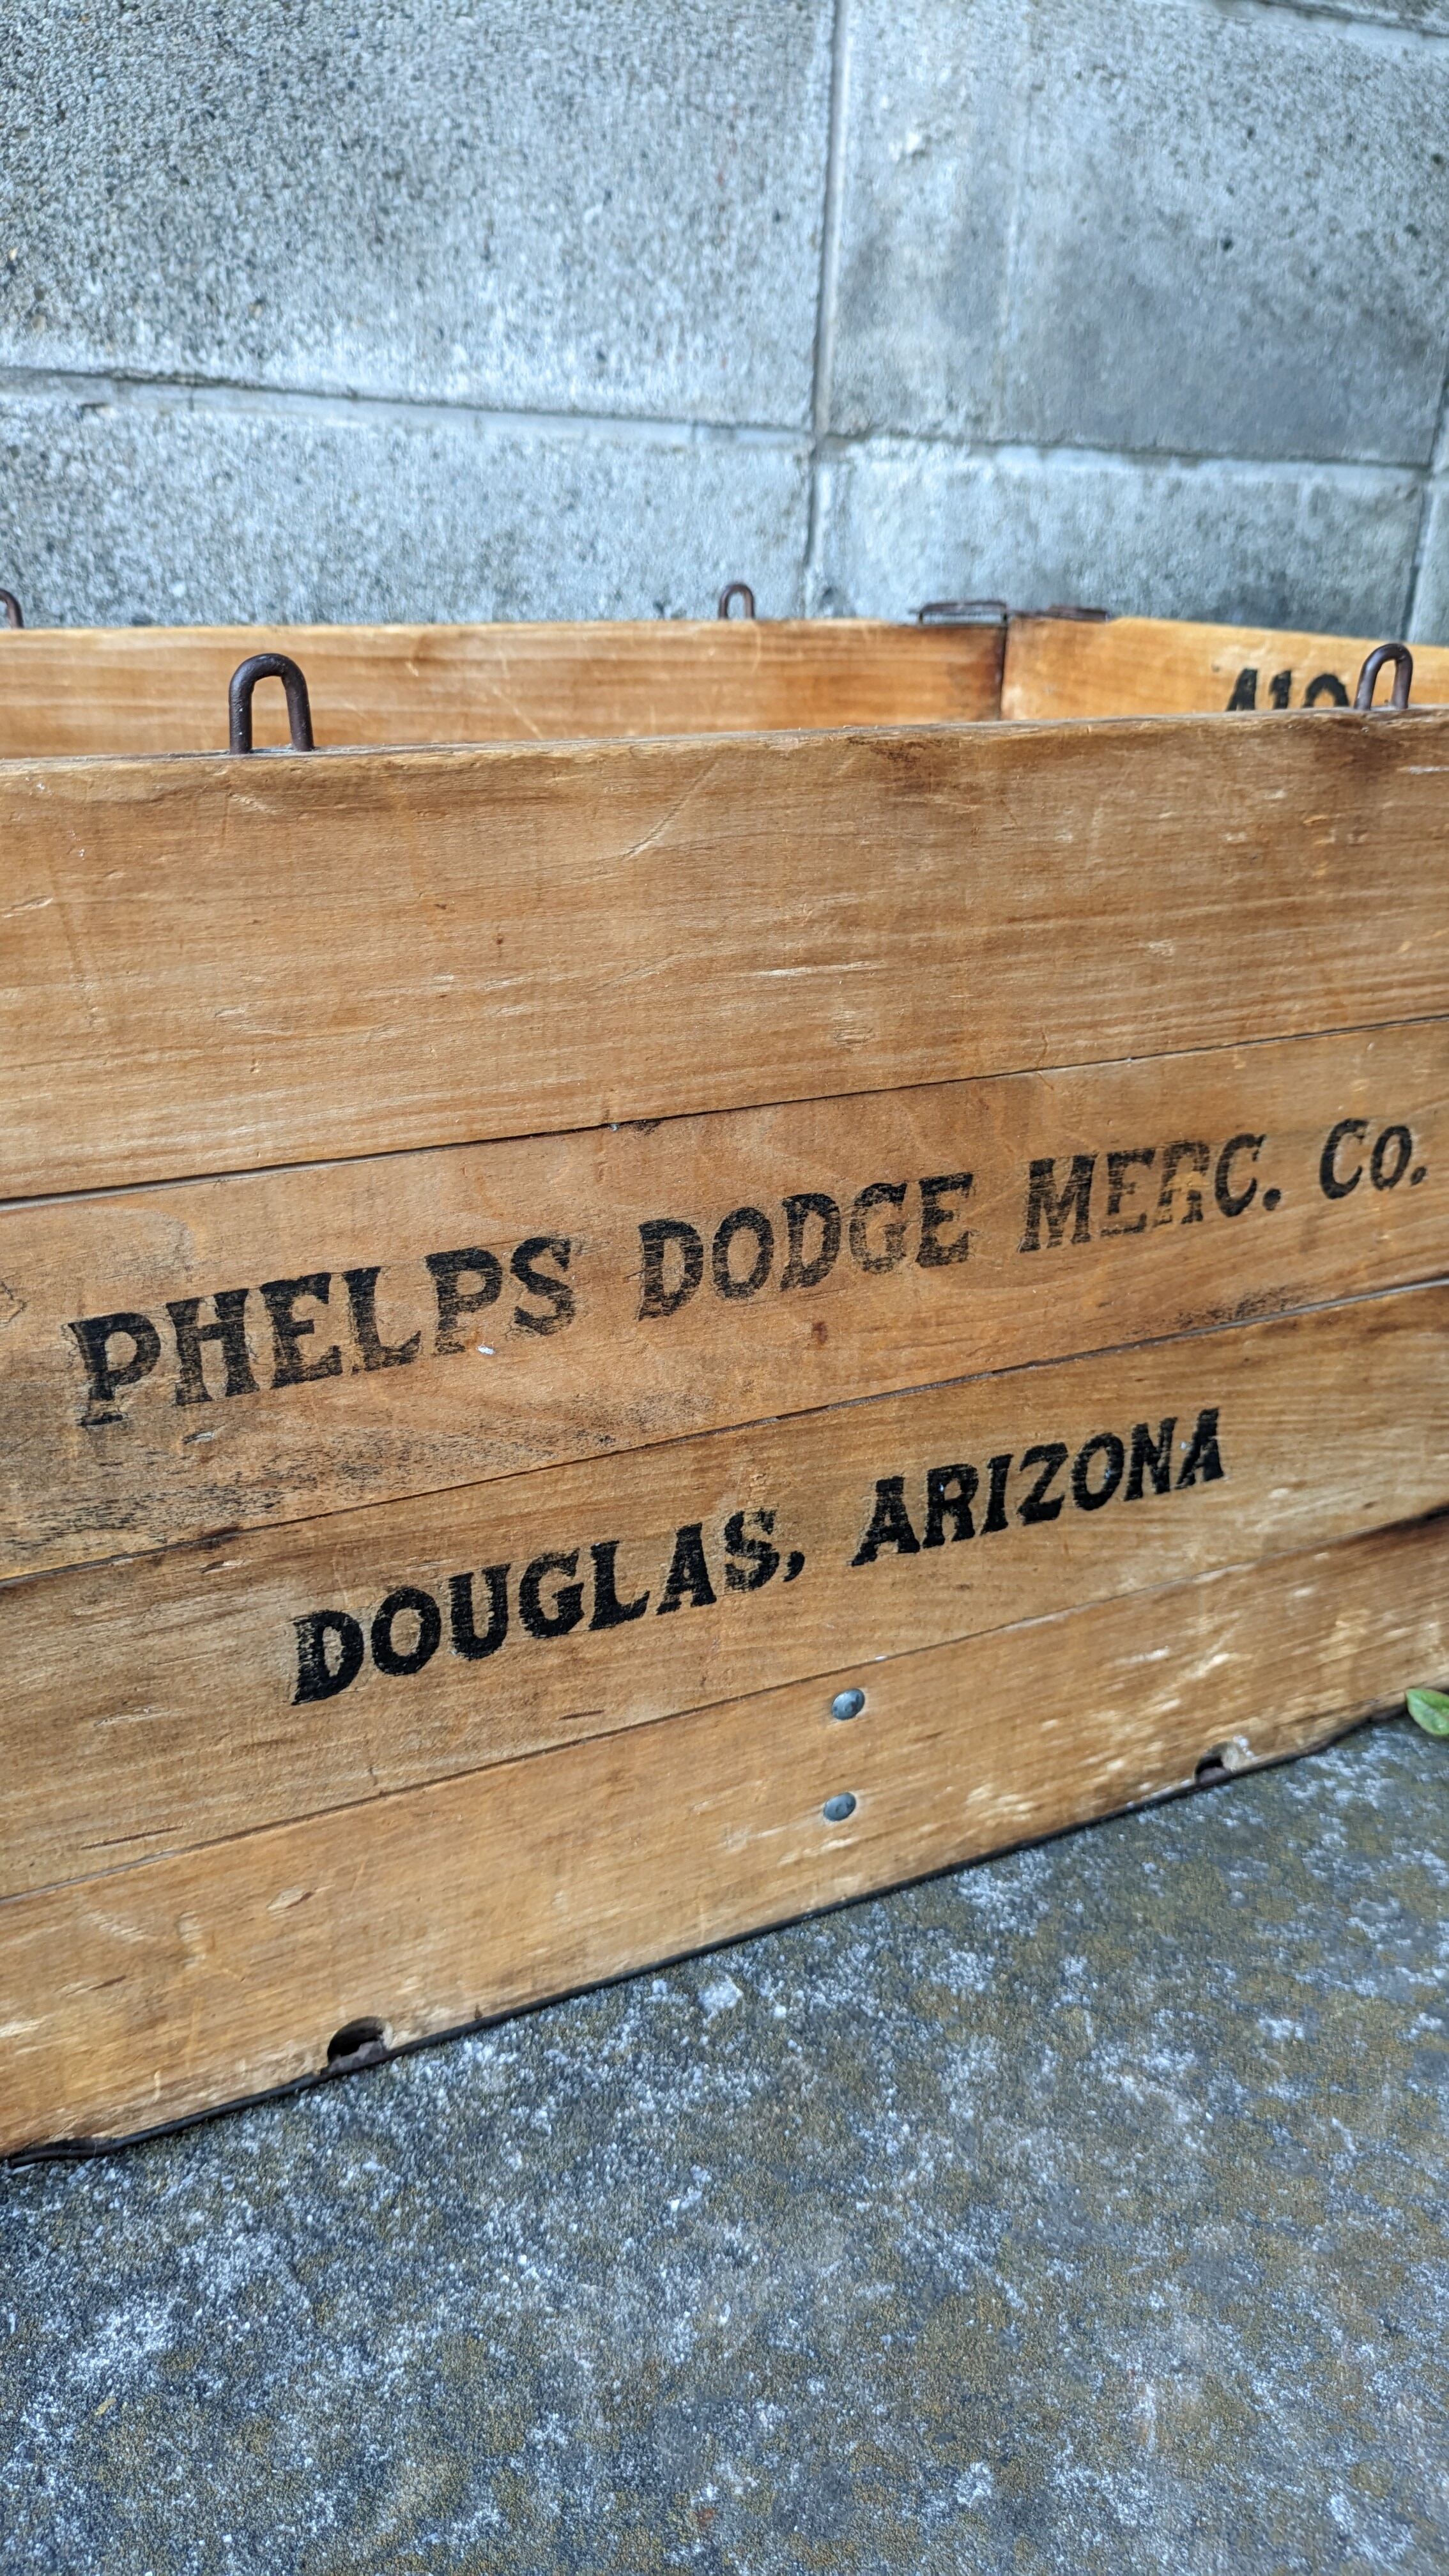 PHELPS DODGE MERC. CO.
DOUGLAS, ARIZONA